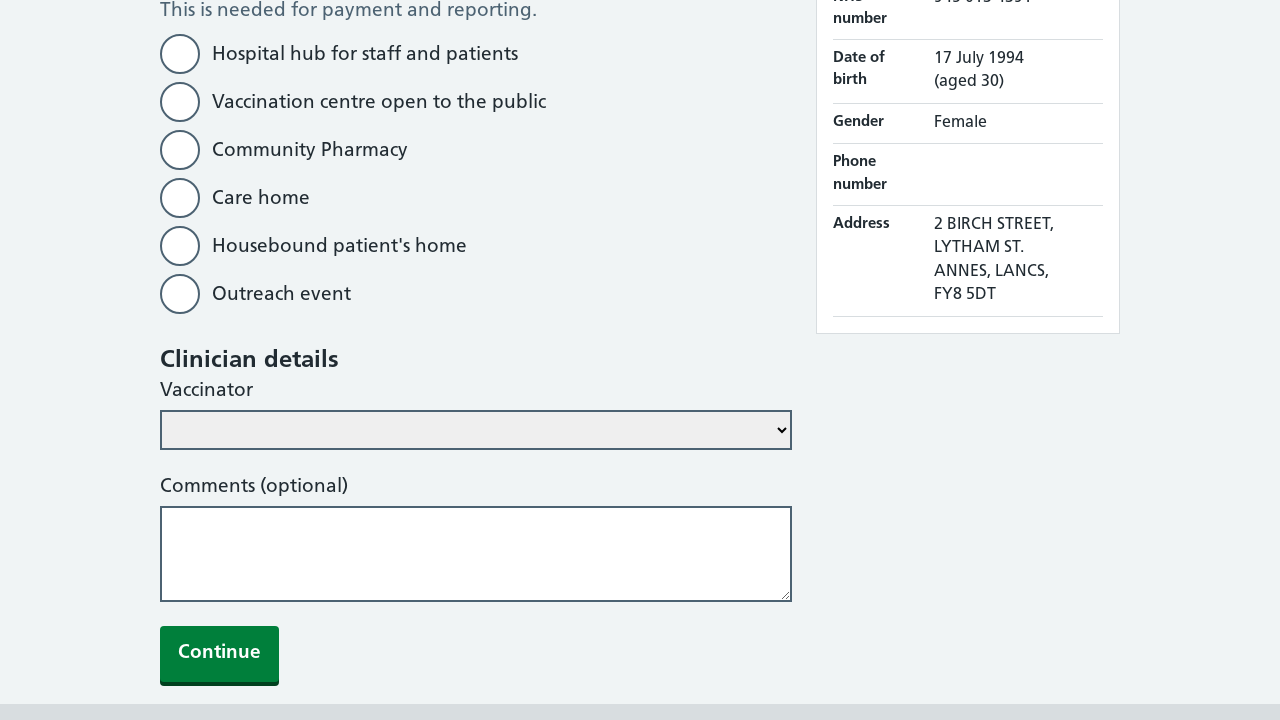 This is needed for payment and reporting.
Hospital hub for staff and patients
Vaccination centre open to the public
Community Pharmacy
Care home
Housebound patient's home
Outreach event
Clinician details
Vaccinator
Comments (optional)
Continue
number
Date of birth
17 July 1994
(aged 30)
Gender
Female
Phone
number
Address
2 BIRCH STREET,
LYTHAM ST.
ANNES, LANCS,
FY8 5DT